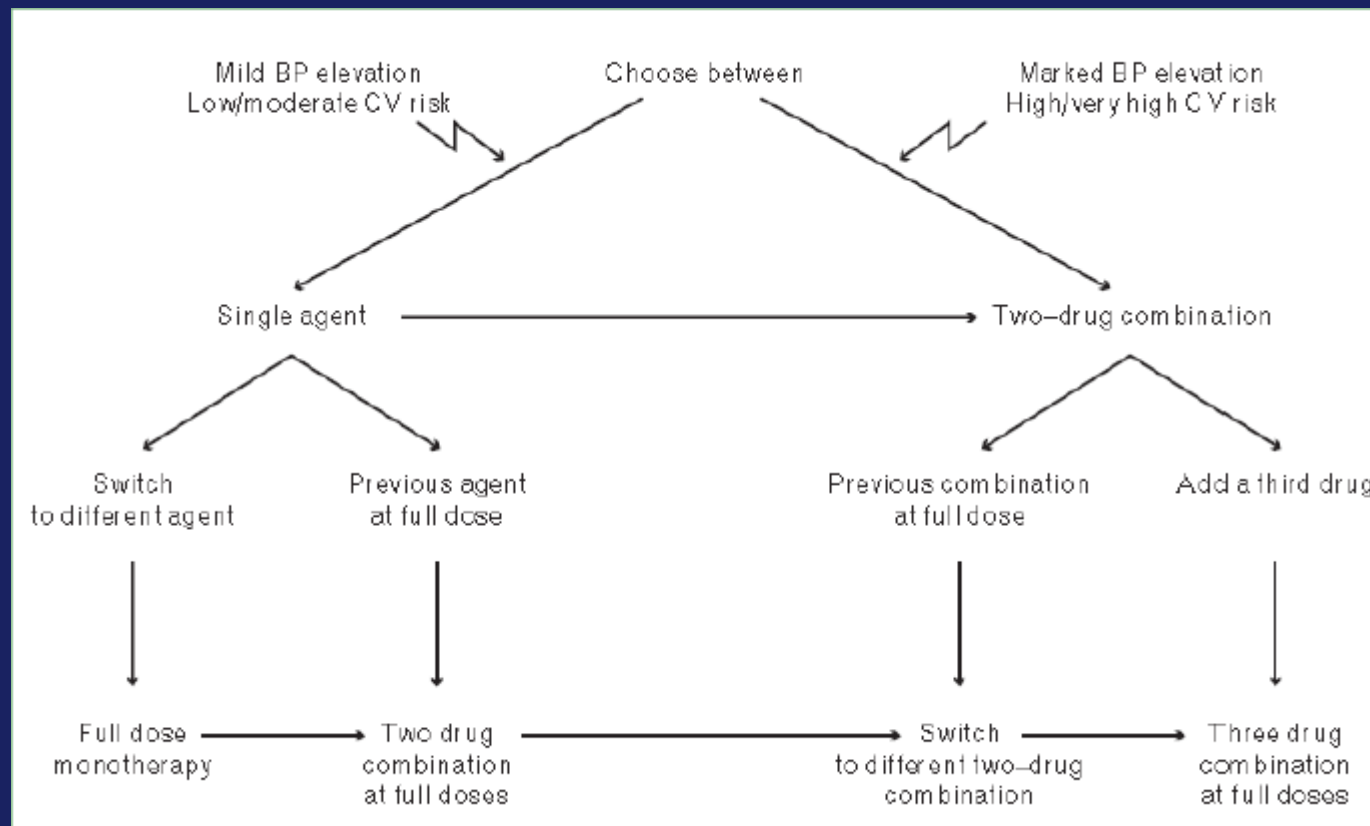 Mild BP elevation
Low/moderate CV risk
Choose between
Marked BP elevation
High/very high CV risk
Single agent
Two–drug combination
Switch
to different agent
Previous agent
at full dose
Previous combination
at full dose
Add a third drug
Full dose
monotherapy
Two drug
combination
at full doses
Switch
to different two–drug
combination
Three drug
combination
at full doses